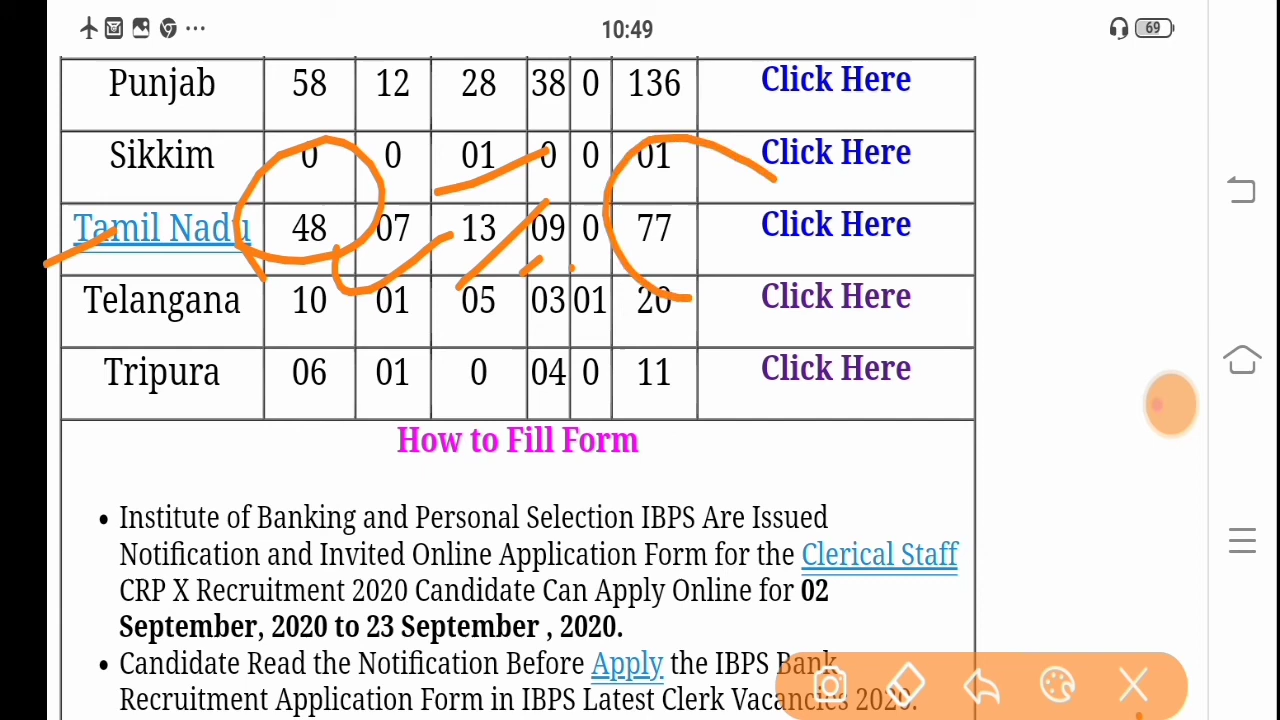 10:49 69
Punjab 58 12 28 38 0 136 Click Here
Sikkim 0 0 01 0 0 01 Click Here
Tamil Nadu 48 07 13 09 0 77 Click Here
Telangana 10 01 05 03 01 20 Click Here
Tripura 06 01 0 04 0 11 Click Here
How to Fill Form
• Institute of Banking and Personal Selection IBPS Are Issued
Notification and Invited Online Application Form for the Clerical Staff
CRP X Recruitment 2020 Candidate Can Apply Online for 02
September, 2020 to 23 September , 2020.
• Candidate Read the Notification Before Apply the IBPS Bank
Recruitment Application Form in IBPS Latest Clerk Vacancies 2020.